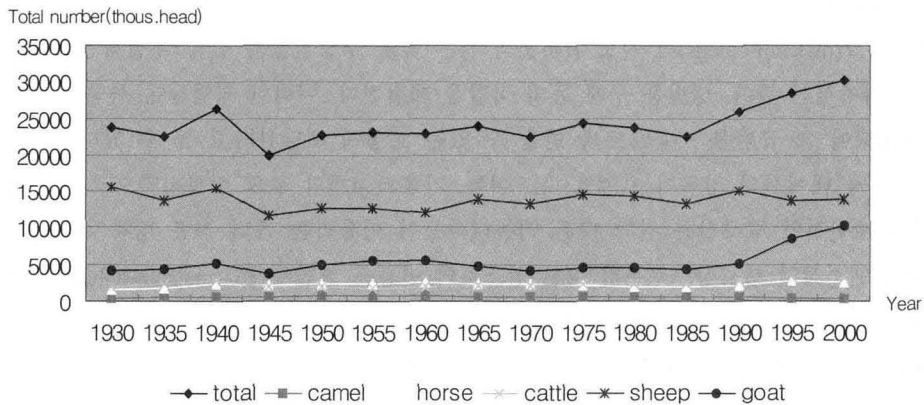 Total number(thous.head)
35000
30000
25000
20000
15000
10000
5000
0
1930 1935 1940 1945 1950 1955 1960 1965 1970 1975 1980 1985 1990 1995 2000
Year
total camel horse cattle sheep goat